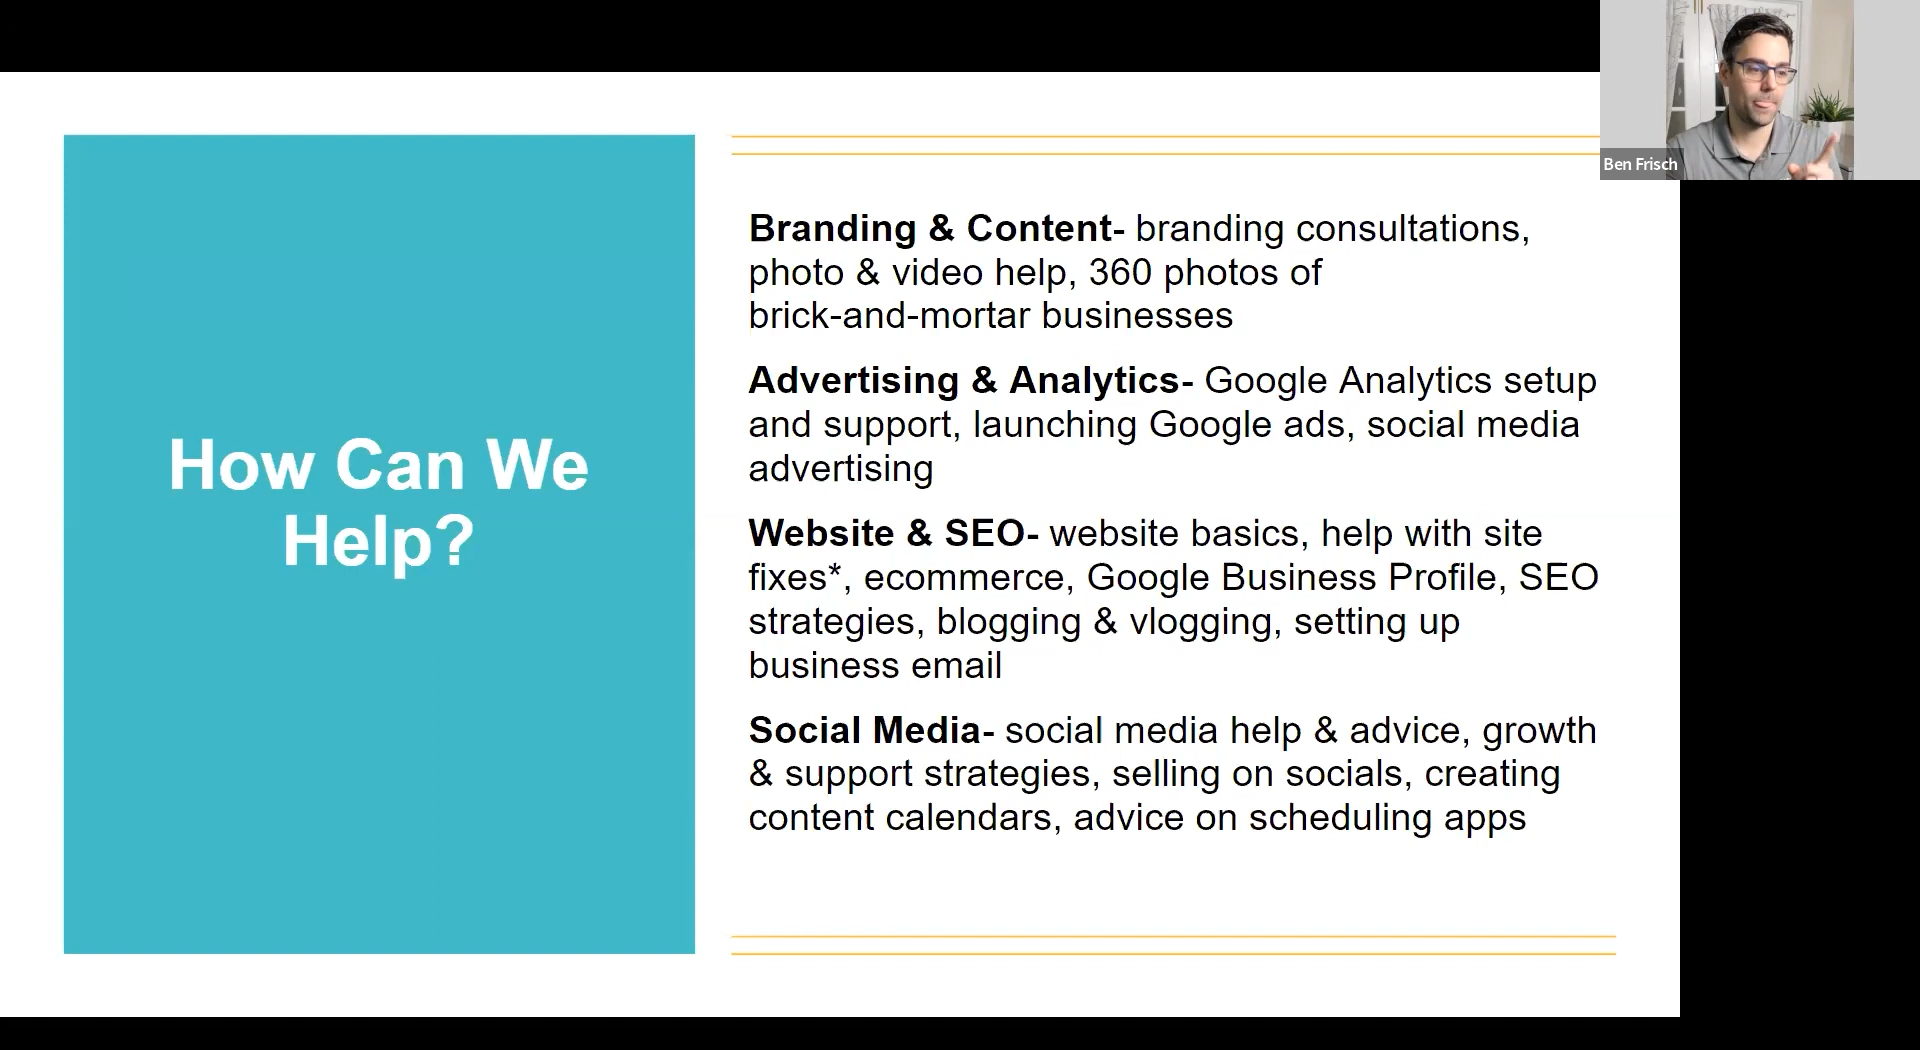 How Can We
Help?
Branding & Content- branding consultations,
photo & video help, 360 photos of
brick-and-mortar businesses
Advertising & Analytics- Google Analytics setup
and support, launching Google ads, social media
advertising
Website & SEO- website basics, help with site
fixes*, ecommerce, Google Business Profile, SEO
strategies, blogging & vlogging, setting up
business email
Social Media- social media help & advice, growth
& support strategies, selling on socials, creating
content calendars, advice on scheduling apps
Ben Frisch